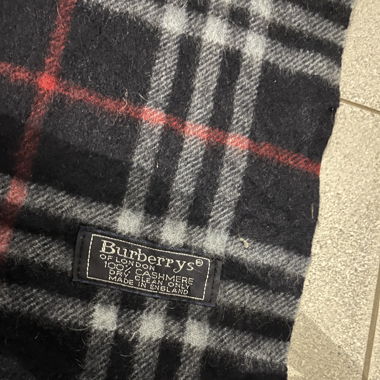 Burberrys®
OF LONDON
100% CASHMERE
DRY CLEAN ONLY
MADE IN ENGLAND